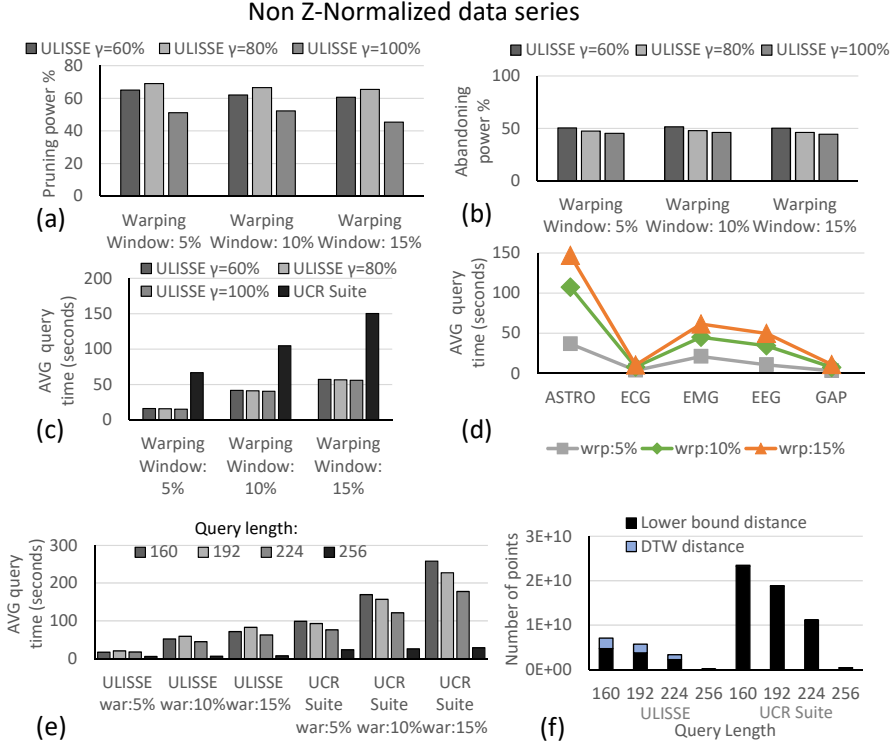 Non Z-Normalized data series
ULISSE γ=60% ULISSE γ=80% ULISSE γ=100%
Pruning power %
80
60
40
20
0
Warping Window: 5%
Warping Window: 10%
Warping Window: 15%
(a)
ULISSE γ=60% ULISSE γ=80% ULISSE γ=100%
Abandoning power %
100
50
0
Warping Window: 5%
Warping Window: 10%
Warping Window: 15%
(b)
ULISSE γ=60% ULISSE γ=80%
ULISSE γ=100% UCR Suite
AVG query time (seconds)
200
150
100
50
0
Warping Window: 5%
Warping Window: 10%
Warping Window: 15%
(c)
AVG query time (seconds)
150
100
50
0
ASTRO ECG EMG EEG GAP
(d)
wrp:5% wrp:10% wrp:15%
Query length:
160 192 224 256
AVG query time (seconds)
300
200
100
0
ULISSE war:5%
ULISSE war:10%
ULISSE war:15%
UCR Suite war:5%
UCR Suite war:10%
UCR Suite war:15%
(e)
Lower bound distance
DTW distance
Number of points
3E+10
2E+10
1E+10
0E+00
160 192 224 256 160 192 224 256
ULISSE UCR Suite
Query Length
(f)